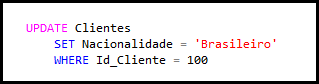 UPDATE Clientes
SET Nacionalidade = 'Brasileiro'
WHERE Id_Cliente = 100